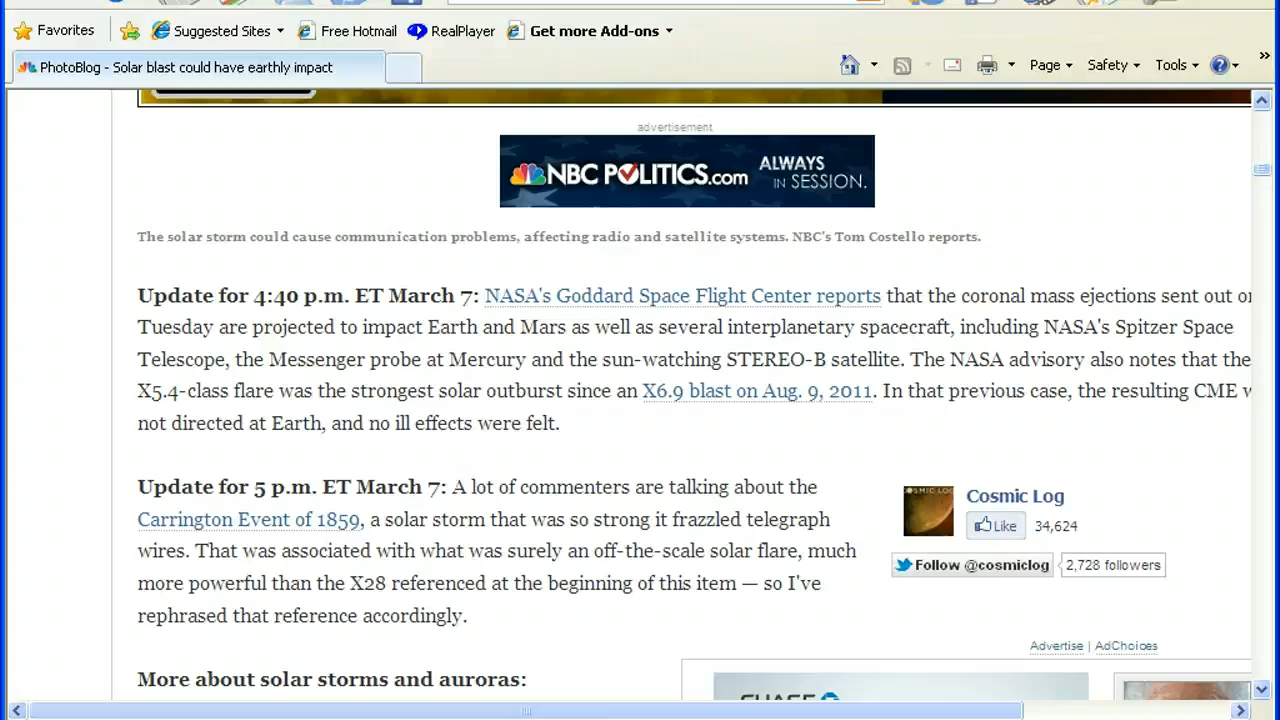 Favorites Suggested Sites Free Hotmail RealPlayer Get more Add-ons
PhotoBlog - Solar blast could have earthly impact Page Safety Tools
advertisement
NBC POLITICS.com ALWAYS
IN SESSION.
The solar storm could cause communication problems, affecting radio and satellite systems. NBC's Tom Costello reports.
Update for 4:40 p.m. ET March 7: NASA's Goddard Space Flight Center reports that the coronal mass ejections sent out
Tuesday are projected to impact Earth and Mars as well as several interplanetary spacecraft, including NASA's Spitzer Space
Telescope, the Messenger probe at Mercury and the sun-watching STEREO-B satellite. The NASA advisory also notes that the
X5.4-class flare was the strongest solar outburst since an X6.9 blast on Aug. 9, 2011. In that previous case, the resulting CME
not directed at Earth, and no ill effects were felt.
Update for 5 p.m. ET March 7: A lot of commenters are talking about the
Carrington Event of 1859, a solar storm that was so strong it frazzled telegraph
wires. That was associated with what was surely an off-the-scale solar flare, much
more powerful than the X28 referenced at the beginning of this item — so I've
rephrased that reference accordingly.
COSMIC LOG
Cosmic Log
Like 34,624
Follow @cosmiclog 2,728 followers
Advertise | AdChoices
More about solar storms and auroras:
CHASE